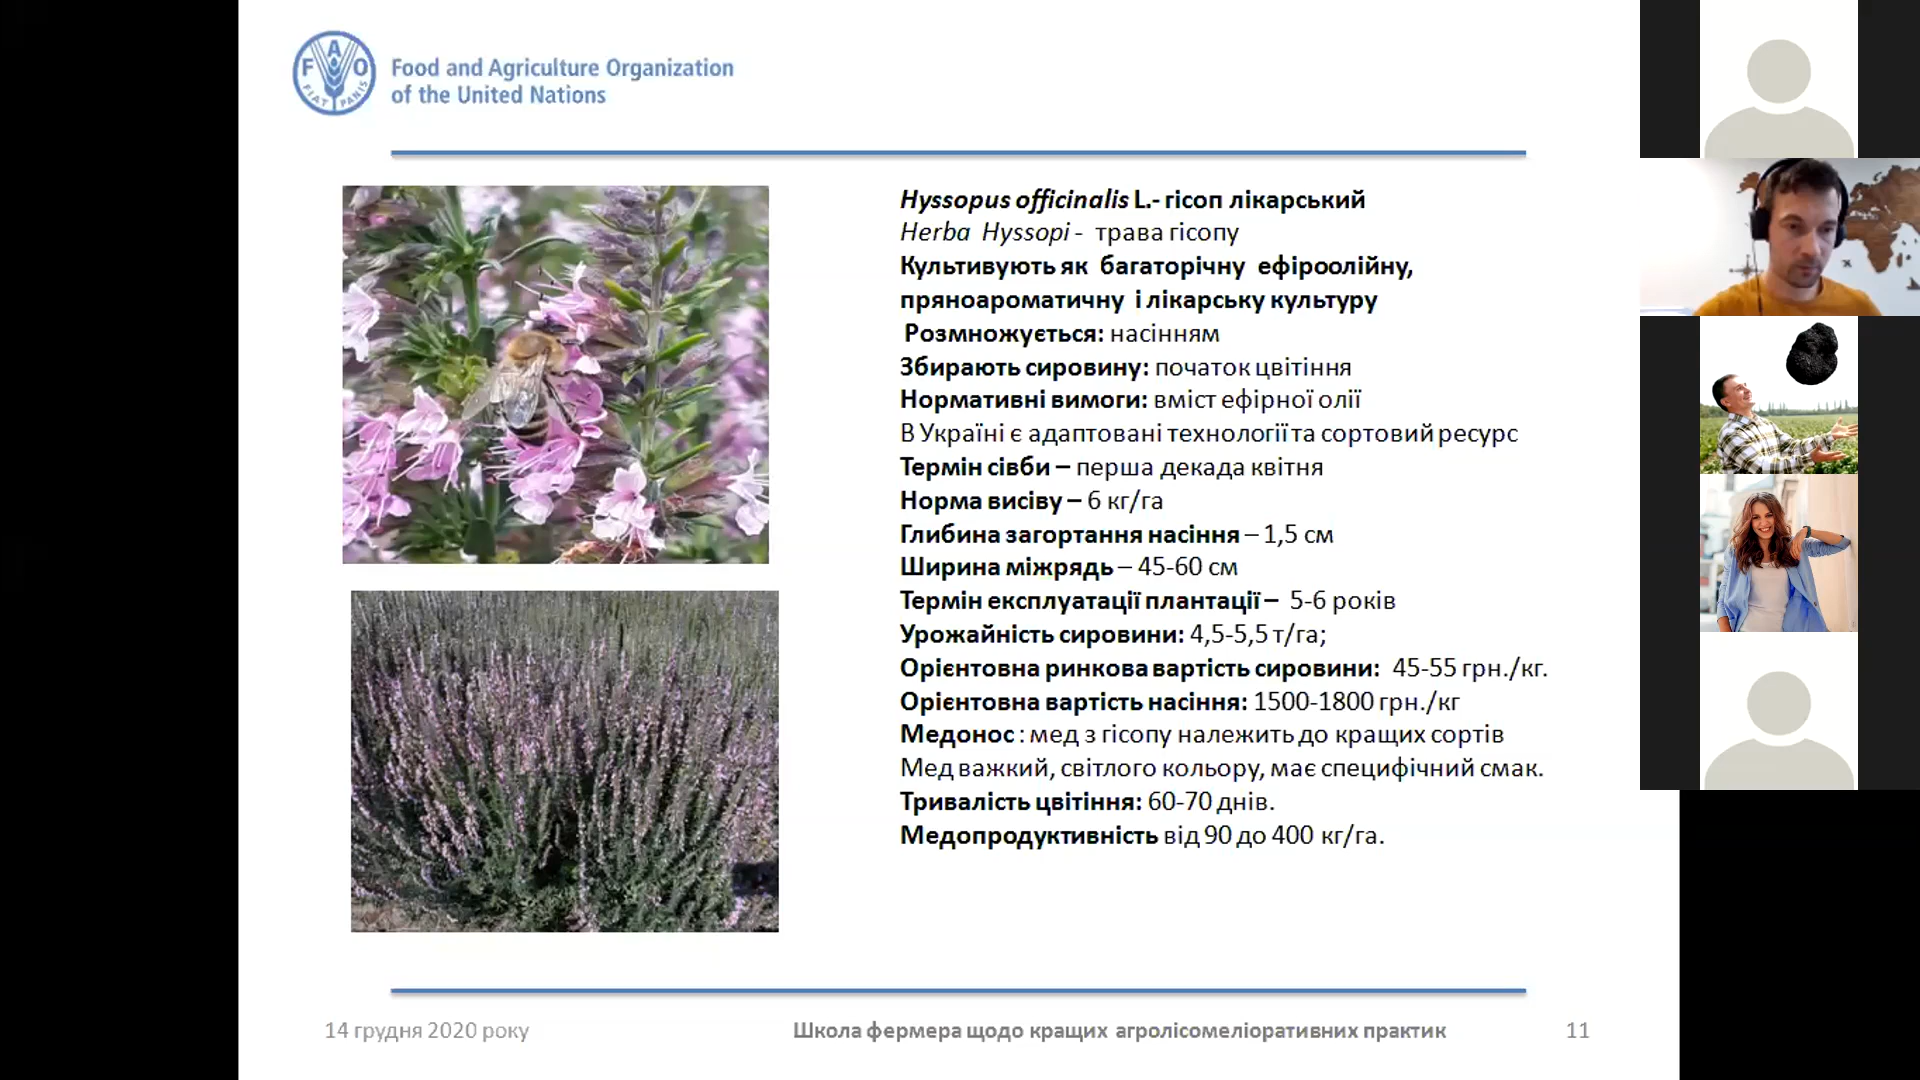 FAO
FIAT PANIS
Food and Agriculture Organization
of the United Nations
Hyssopus officinalis L.- гісоп лікарський
Herba Hyssopi - трава гісопу
Культивують як багаторічну ефіроолійну,
пряноароматичну і лікарську культуру
Розмножується: насінням
Збирають сировину: початок цвітіння
Нормативні вимоги: вміст ефірної олії
В Україні є адаптовані технології та сортовий ресурс
Термін сівби – перша декада квітня
Норма висіву – 6 кг/га
Глибина загортання насіння – 1,5 см
Ширина міжрядь – 45-60 см
Термін експлуатації плантації – 5-6 років
Урожайність сировини: 4,5-5,5 т/га;
Орієнтовна ринкова вартість сировини: 45-55 грн./кг.
Орієнтовна вартість насіння: 1500-1800 грн./кг
Медонос : мед з гісопу належить до кращих сортів
Мед важкий, світлого кольору, має специфічний смак.
Тривалість цвітіння: 60-70 днів.
Медопродуктивність від 90 до 400 кг/га.
14 грудня 2020 року
Школа фермера щодо кращих агролісомеліоративних практик
11